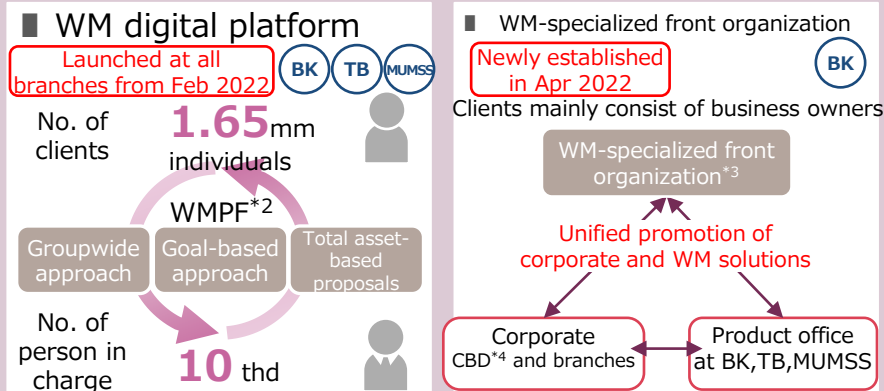 ■ WM digital platform
Launched at all
branches from Feb 2022
BK TB MUMSS
No. of
clients
1.65mm
individuals
WMPF*2
Groupwide
approach
Goal-based
approach
Total asset-
based
proposals
No. of
person in
charge
10 thd
■ WM-specialized front organization
Newly established
in Apr 2022
BK
Clients mainly consist of business owners
WM-specialized front
organization*3
Unified promotion of
corporate and WM solutions
Corporate
CBD*4 and branches
Product office
at BK,TB,MUMSS